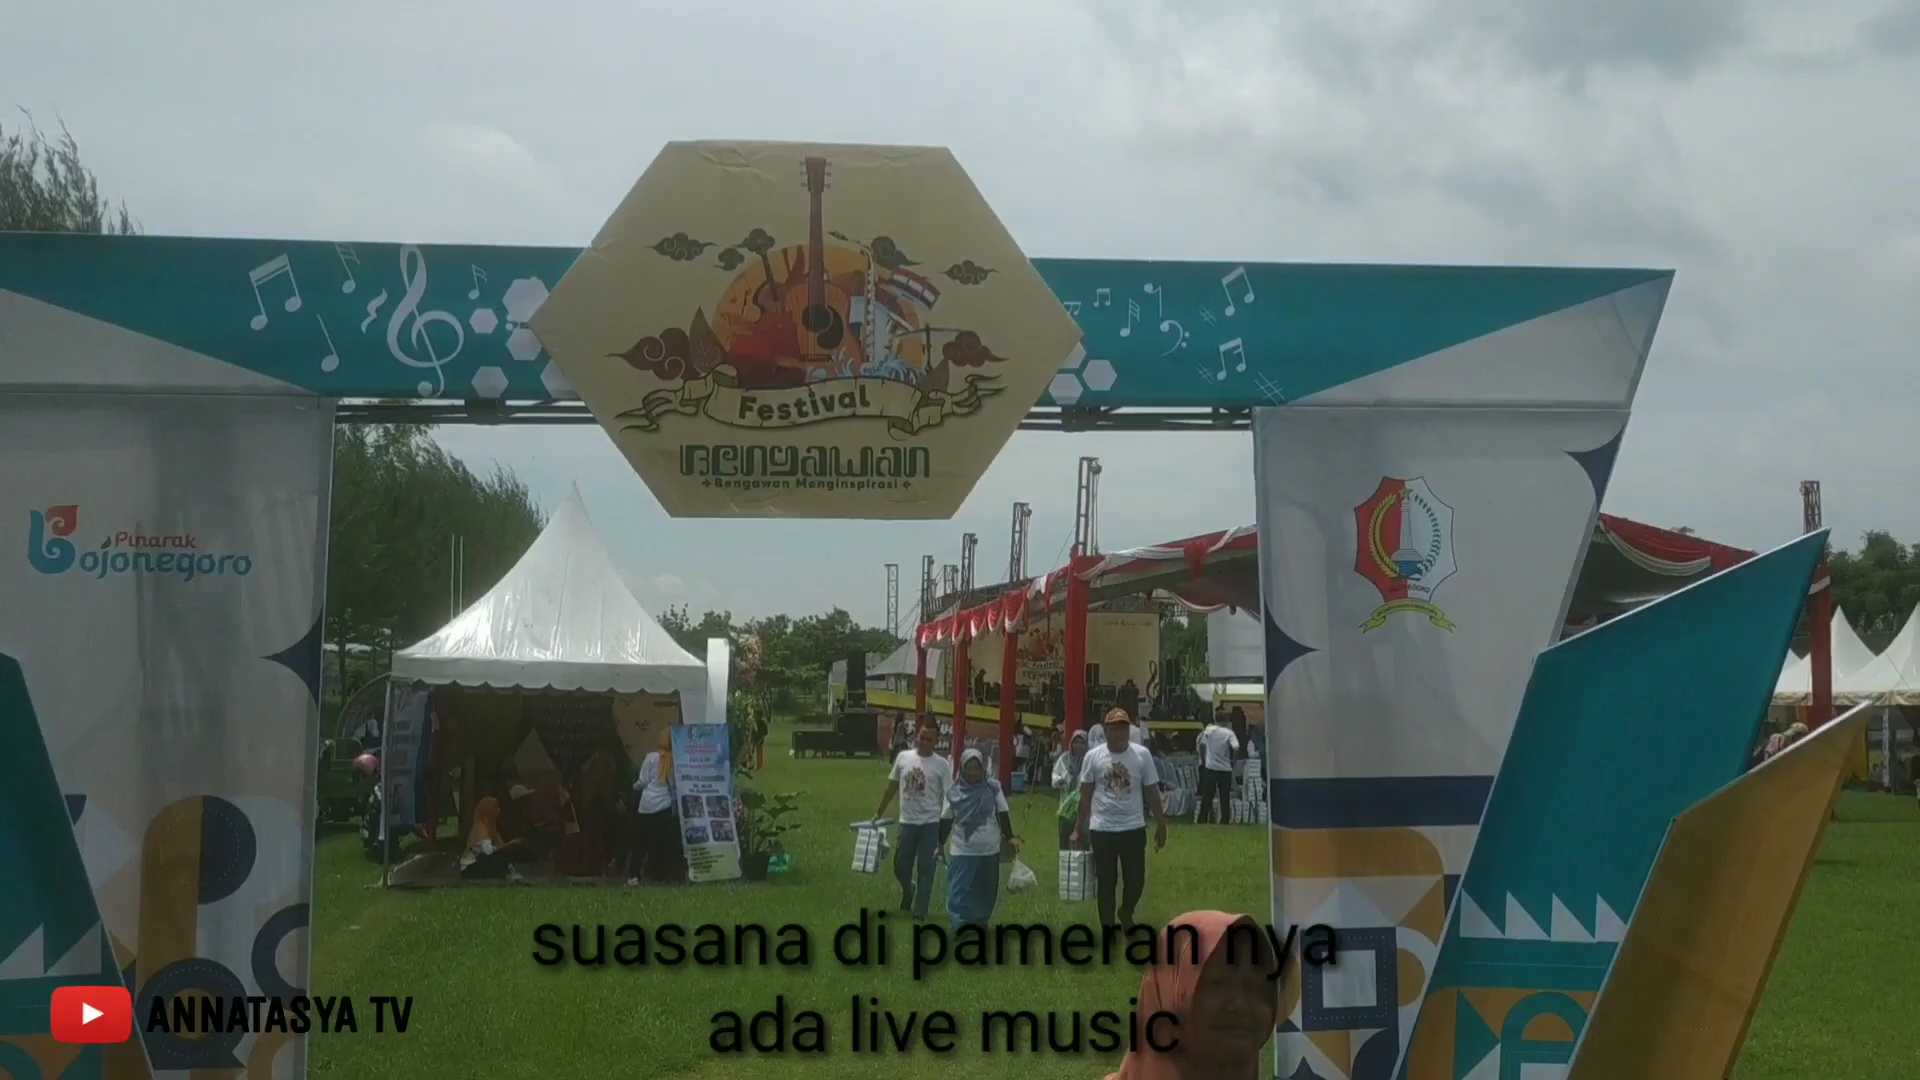 Festival
BENGAWAN
Bengawan Menginspirasi
Pinarak
Bojonegoro
suasana di pameran nya
ada live music
ANNATASYA TV